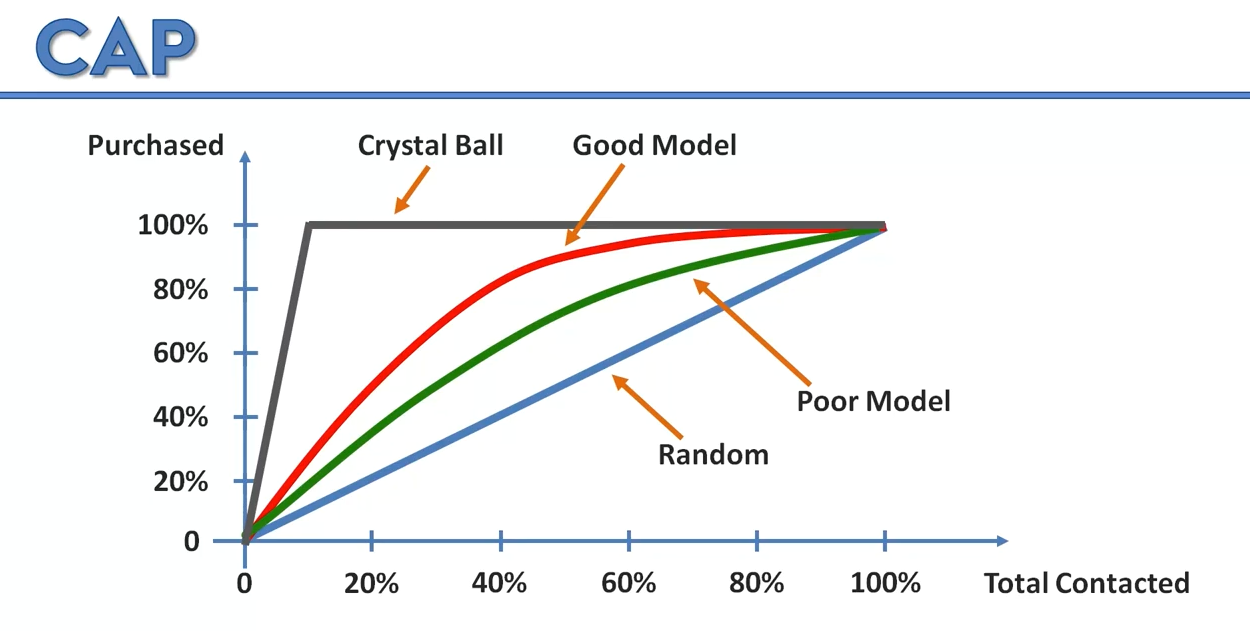 CAP
Purchased
Crystal Ball
Good Model
100%
80%
60%
40%
20%
0
Poor Model
Random
0
20%
40%
60%
80%
100%
Total Contacted